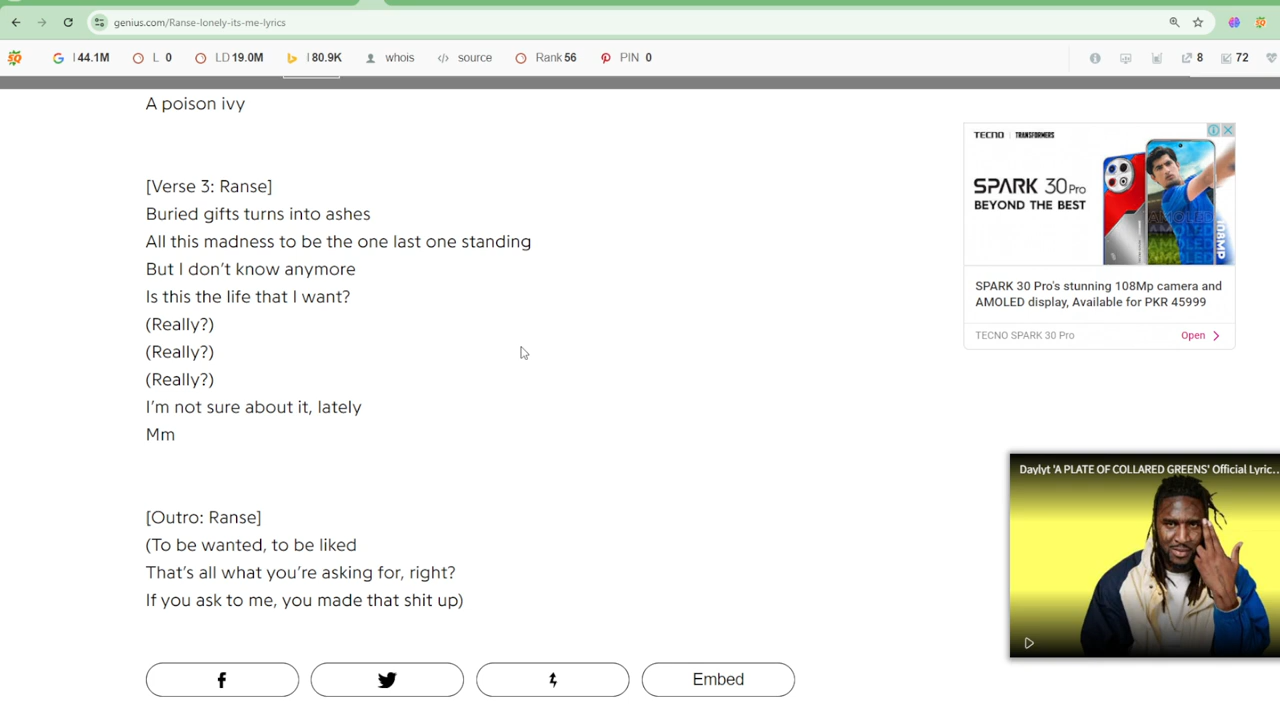 genius.com/Ranse-lonely-its-me-lyrics
I 44.1M
L 0
LD 19.0M
I 80.9K
whois
source
Rank 56
PIN 0
8
72
A poison ivy
[Verse 3: Ranse]
Buried gifts turns into ashes
All this madness to be the one last one standing
But I don’t know anymore
Is this the life that I want?
(Really?)
(Really?)
(Really?)
I’m not sure about it, lately
Mm
[Outro: Ranse]
(To be wanted, to be liked
That’s all what you’re asking for, right?
If you ask to me, you made that shit up)
Embed
TECNO | TRANSFORMERS
SPARK 30 Pro
BEYOND THE BEST
AMOLED
108MP
SPARK 30 Pro's stunning 108Mp camera and
AMOLED display, Available for PKR 45999
TECNO SPARK 30 Pro
Open
Daylyt 'A PLATE OF COLLARED GREENS' Official Lyric...